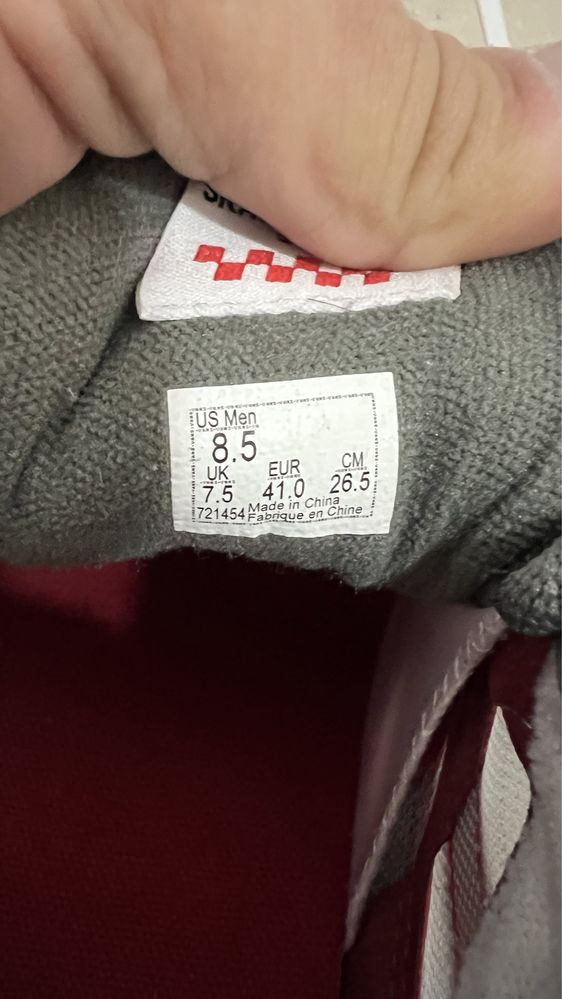 US Men
8.5
UK EUR CM
7.5 41.0 26.5
721454 Made in China
Fabrique en Chine